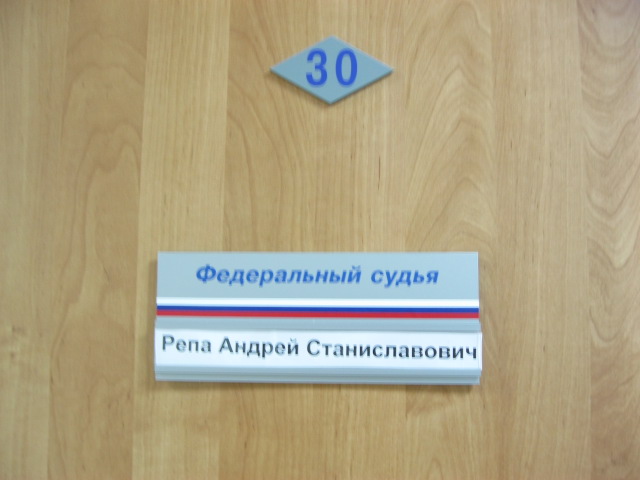 30
Федеральный судья
Репа Андрей Станиславович